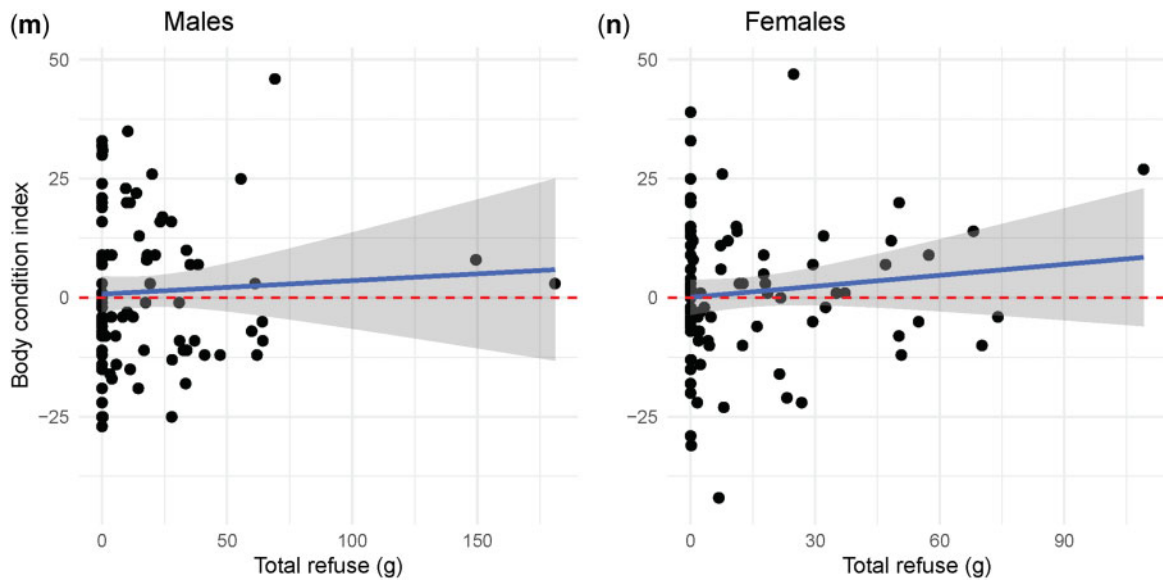 (m) Males
(n) Females
Body condition index
50
25
0
−25
0 50 100 150
Total refuse (g)
50
25
0
−25
0 30 60 90
Total refuse (g)